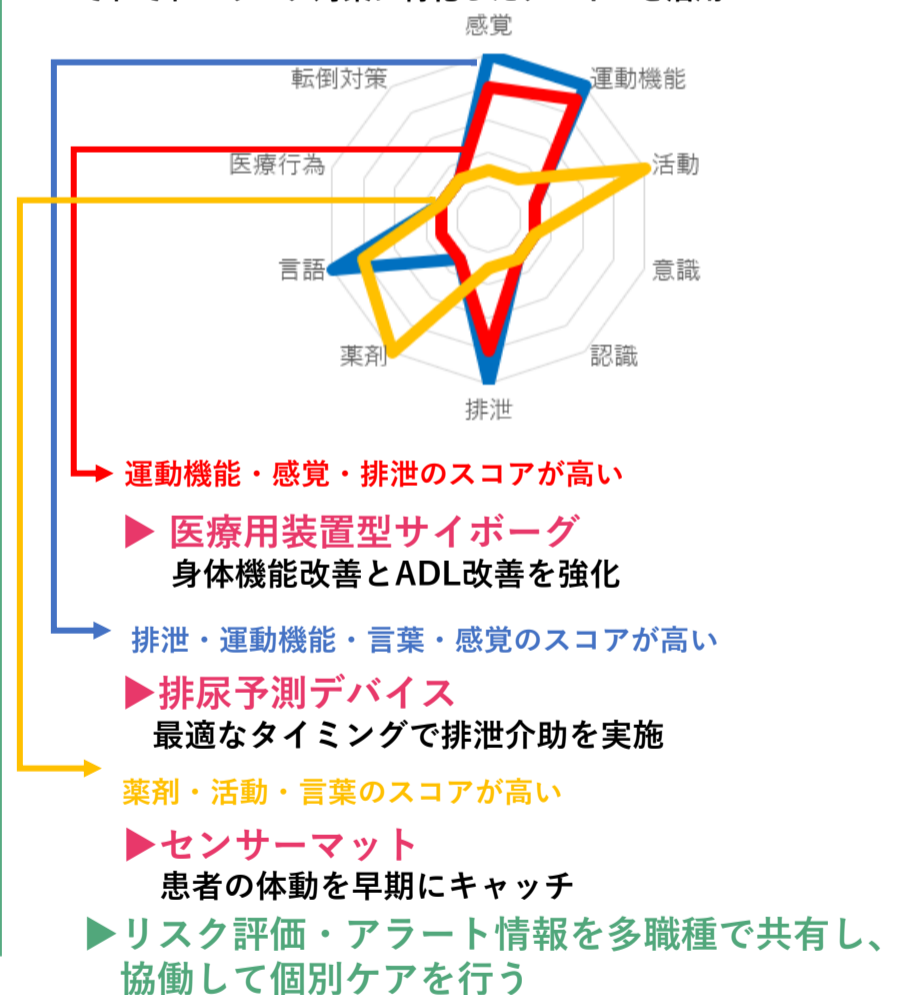 感覚
転倒対策
運動機能
医療行為
活動
言語
意識
薬剤
認識
排泄
運動機能・感覚・排泄のスコアが高い
▶ 医療用装置型サイボーグ
身体機能改善とADL改善を強化
排泄・運動機能・言葉・感覚のスコアが高い
▶排尿予測デバイス
最適なタイミングで排泄介助を実施
薬剤・活動・言葉のスコアが高い
▶センサーマット
患者の体動を早期にキャッチ
▶リスク評価・アラート情報を多職種で共有し、
協働して個別ケアを行う